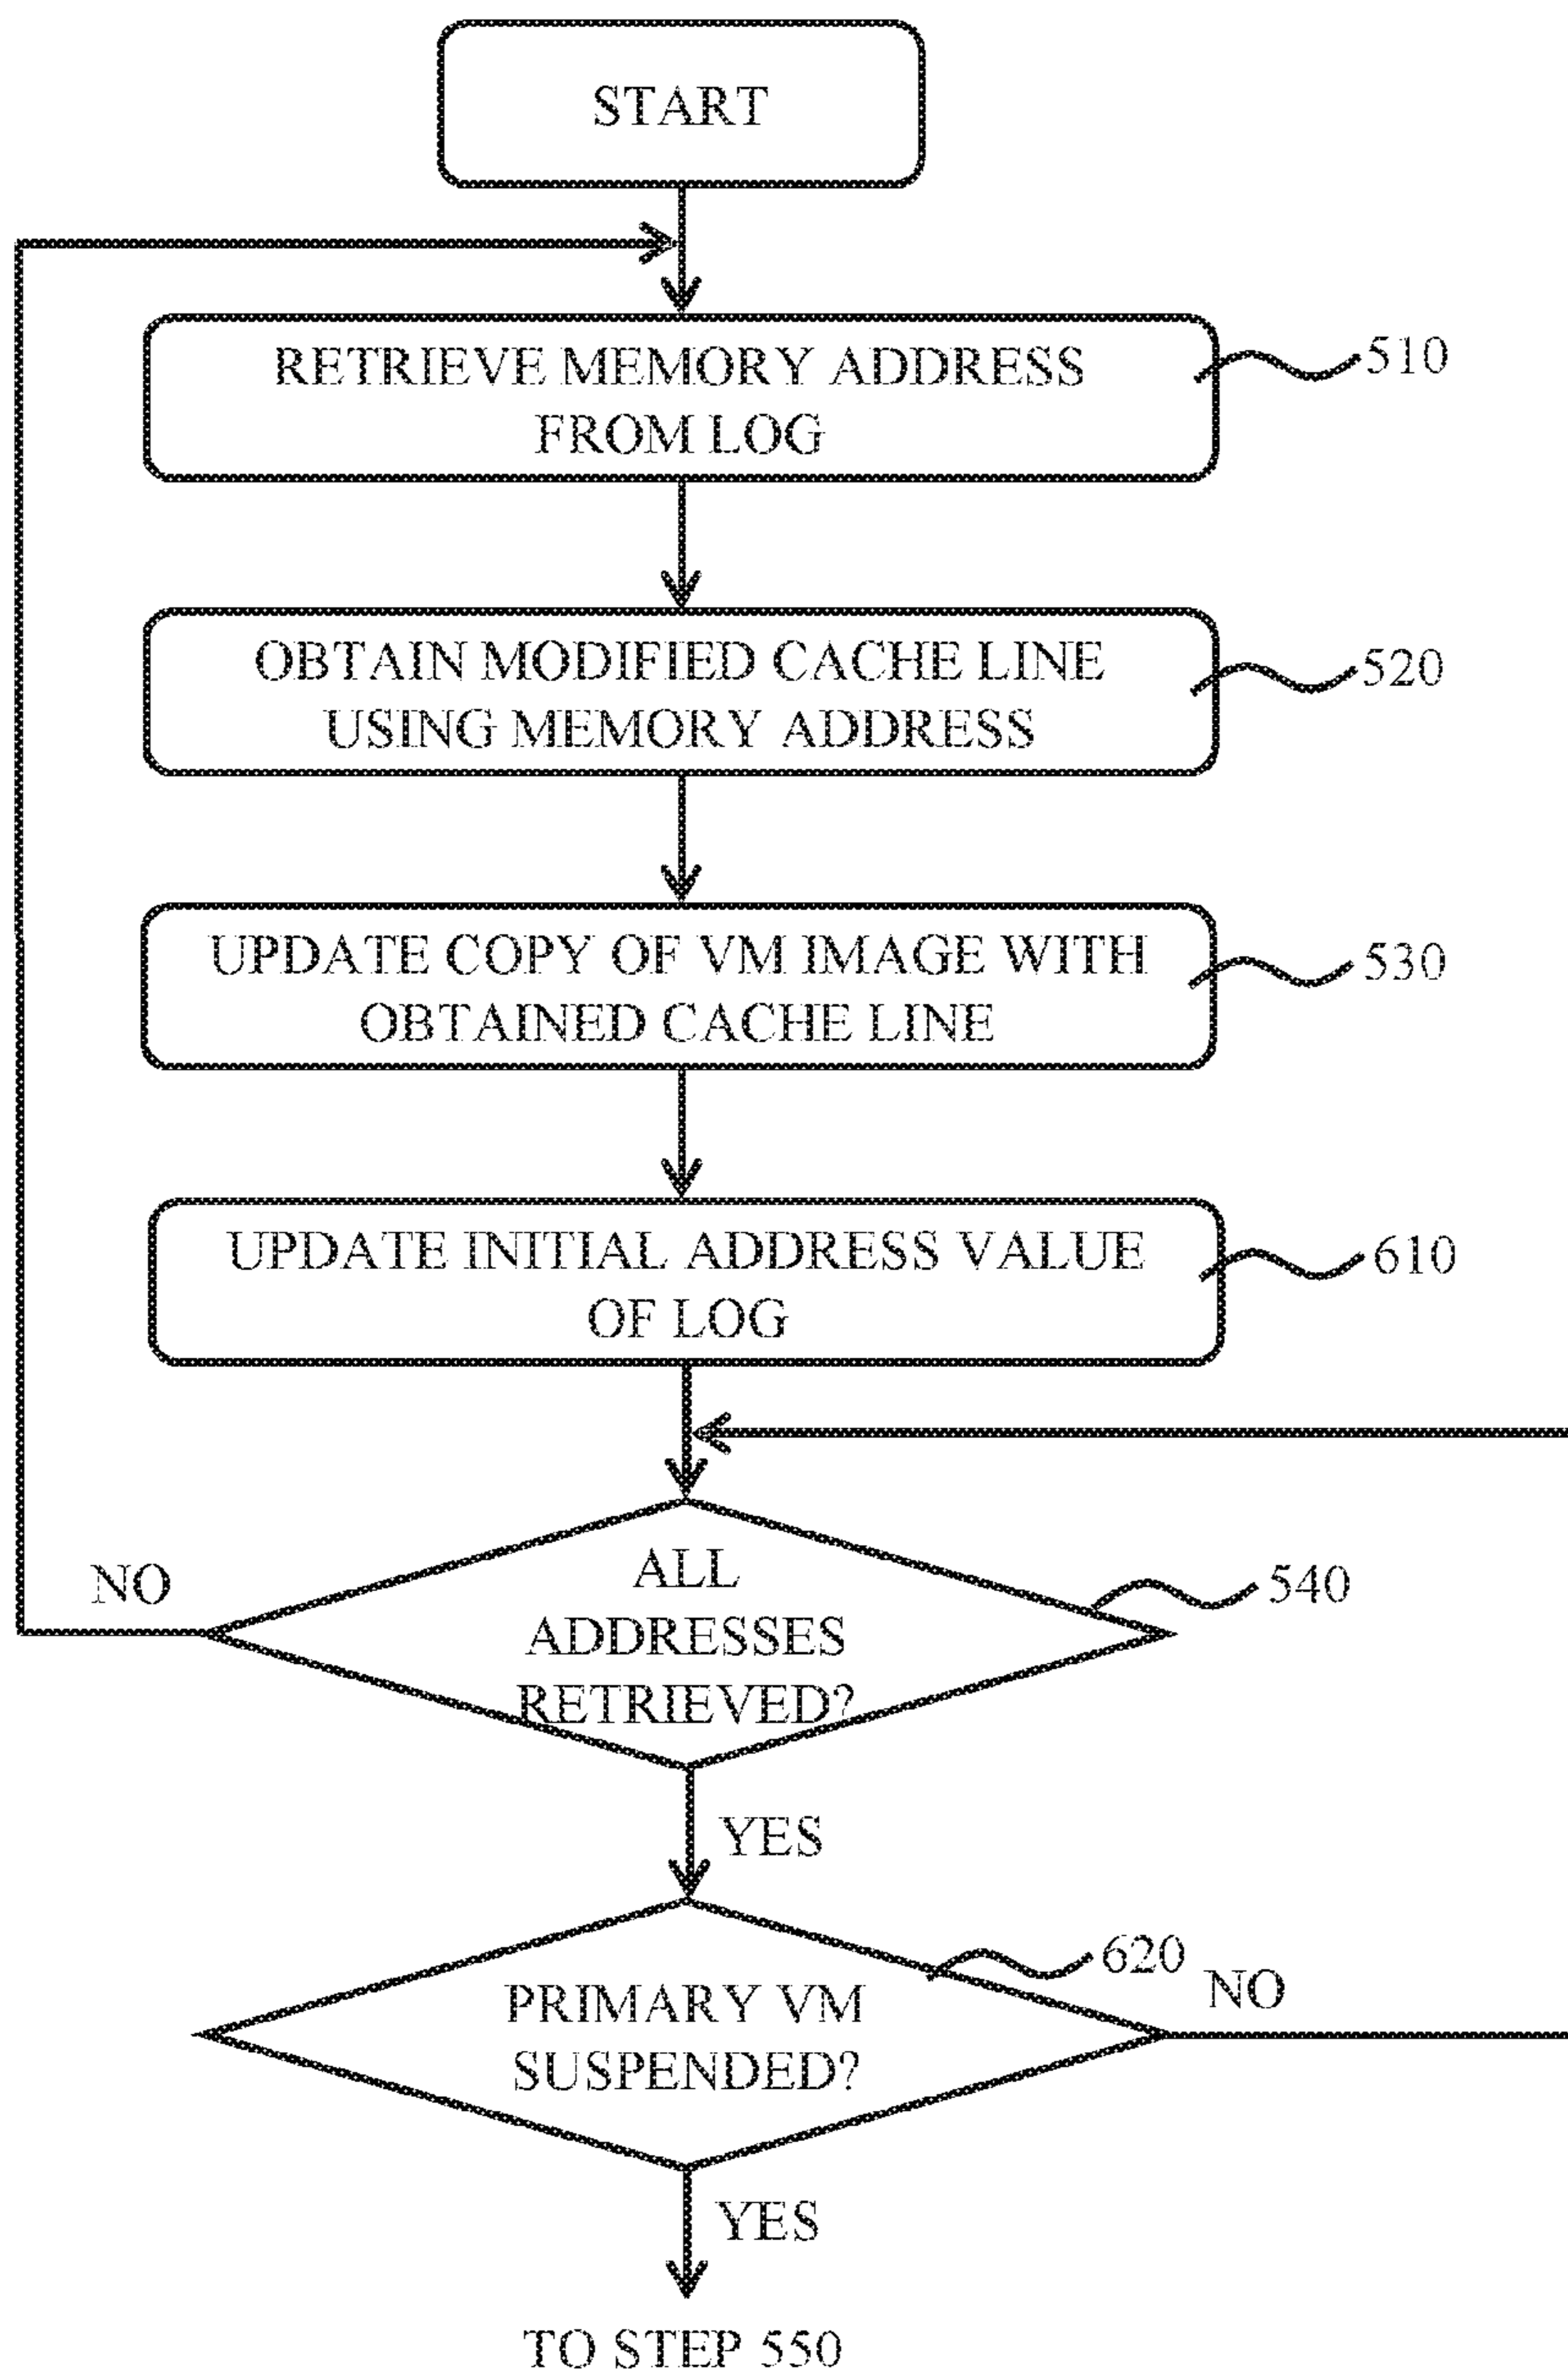 START
RETRIEVE MEMORY ADDRESS
FROM LOG
510
OBTAIN MODIFIED CACHE LINE
USING MEMORY ADDRESS
520
UPDATE COPY OF VM IMAGE WITH
OBTAINED CACHE LINE
530
UPDATE INITIAL ADDRESS VALUE
OF LOG
610
NO
ALL
ADDRESSES
RETRIEVED?
540
YES
620
NO
PRIMARY VM
SUSPENDED?
YES
TO STEP 550